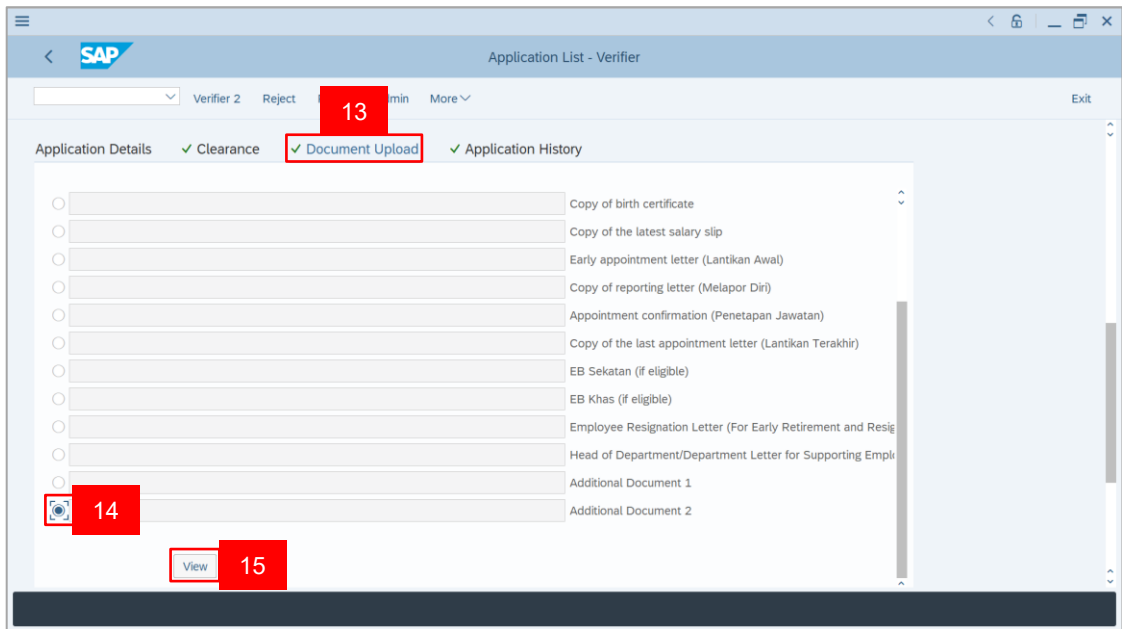 SAP
Application List - Verifier
Verifier 2 Reject More Exit
13
Application Details Clearance Document Upload Application History
Copy of birth certificate
Copy of the latest salary slip
Early appointment letter (Lantikan Awal)
Copy of reporting letter (Melapor Diri)
Appointment confirmation (Penetapan Jawatan)
Copy of the last appointment letter (Lantikan Terakhir)
EB Sekatan (if eligible)
EB Khas (if eligible)
Employee Resignation Letter (For Early Retirement and Resig
Head of Department/Department Letter for Supporting Empl
Additional Document 1
14 Additional Document 2
View 15